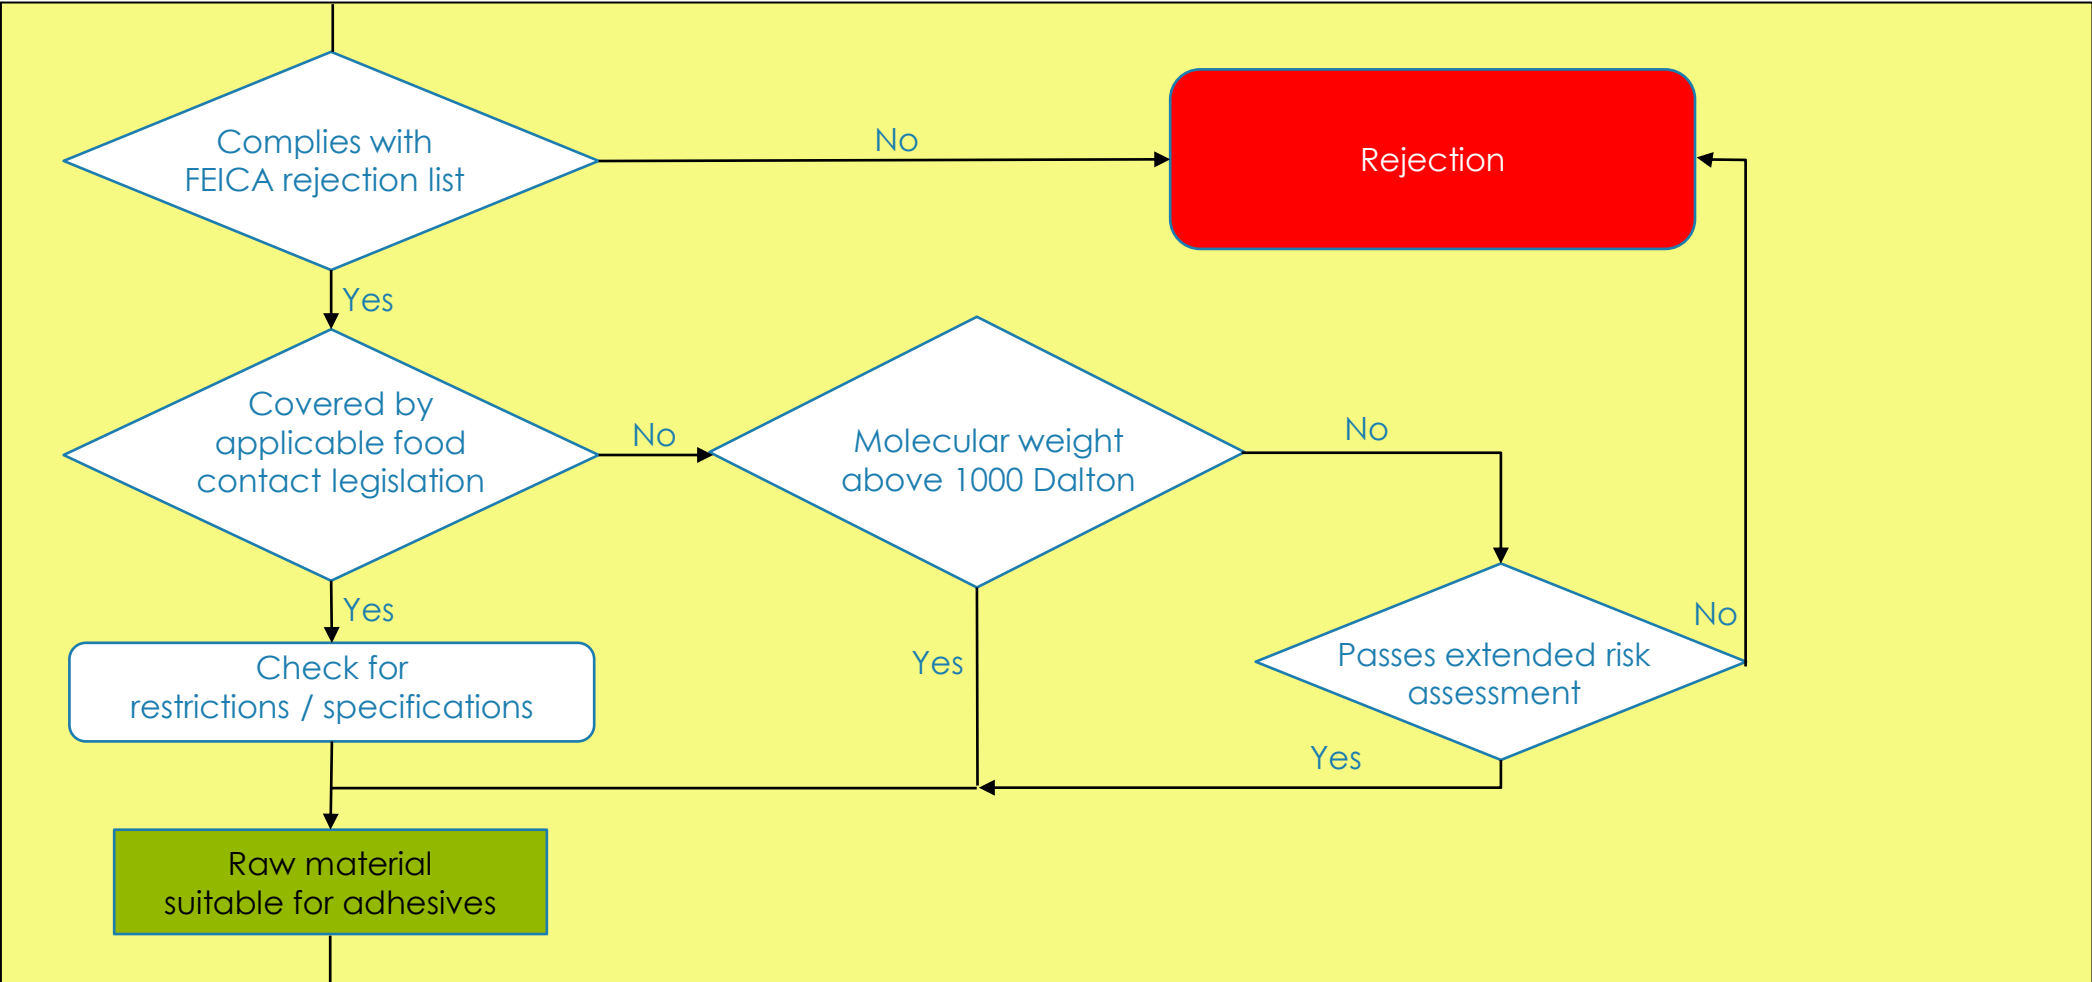 Complies with
FEICA rejection list
No
Rejection
Yes
Covered by
applicable food
contact legislation
No
Molecular weight
above 1000 Dalton
No
Yes
Check for
restrictions / specifications
Yes
Passes extended risk
assessment
No
Yes
Raw material
suitable for adhesives